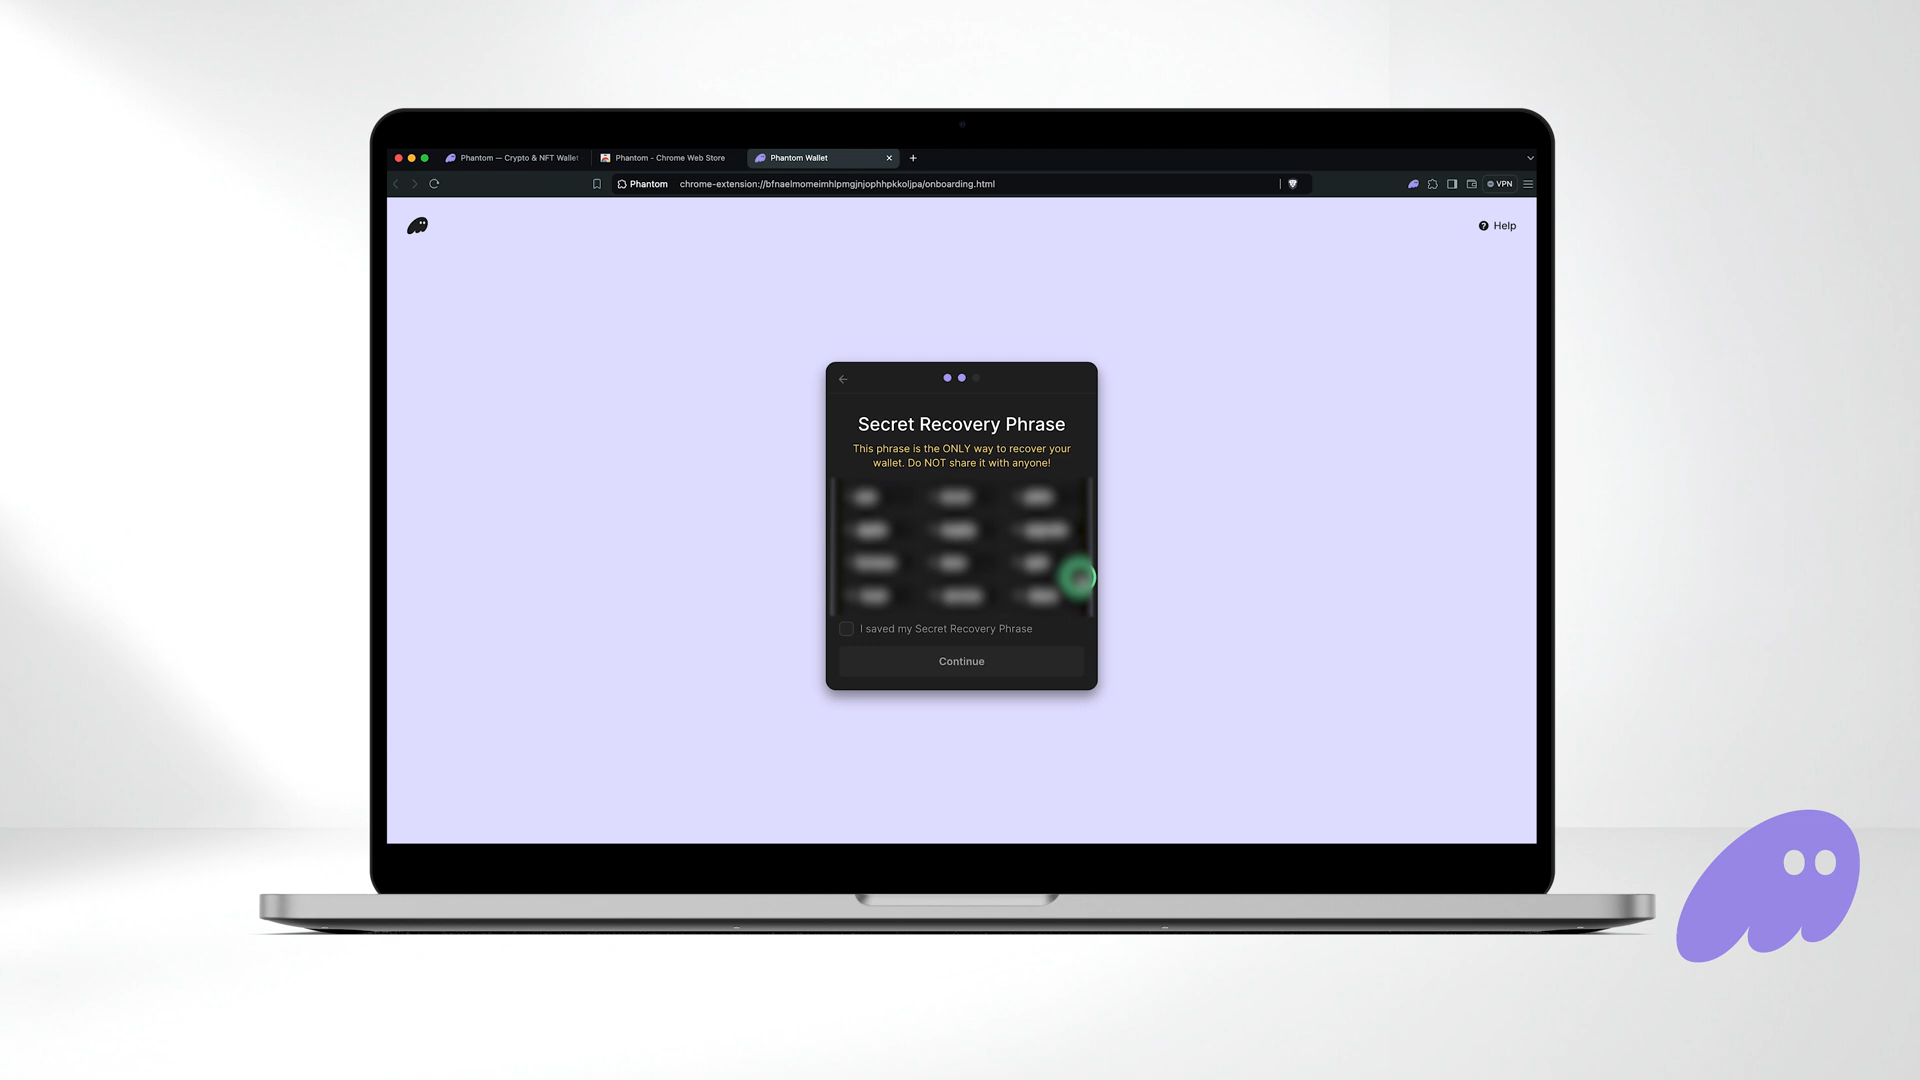 Phantom — Crypto & NFT Wallet
Phantom - Chrome Web Store
Phantom Wallet
Phantom
chrome-extension://bfnaelmomeimhlpmgjnjophhpkkoljpa/onboarding.html
VPN
Help
Secret Recovery Phrase
This phrase is the ONLY way to recover your
wallet. Do NOT share it with anyone!
I saved my Secret Recovery Phrase
Continue